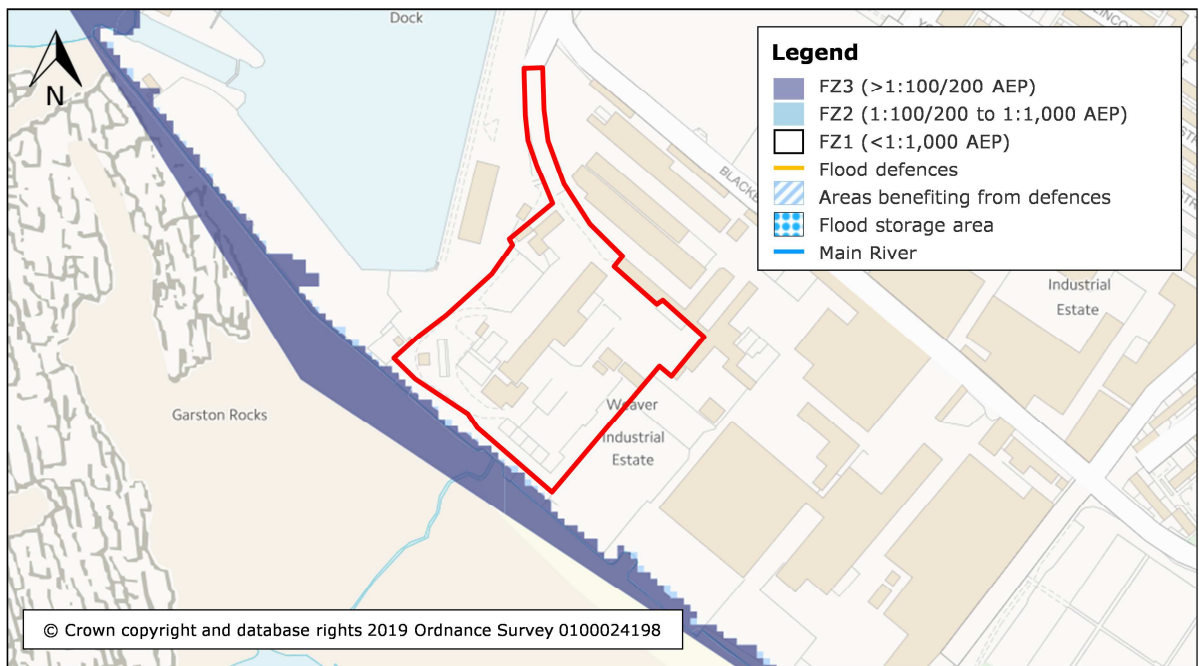 Dock
N
Legend
FZ3 (>1:100/200 AEP)
FZ2 (1:100/200 to 1:1,000 AEP)
FZ1 (<1:1,000 AEP)
Flood defences
Areas benefiting from defences
Flood storage area
Main River
Industrial
Estate
Garston Rocks
Weaver
Industrial
Estate
© Crown copyright and database rights 2019 Ordnance Survey 0100024198